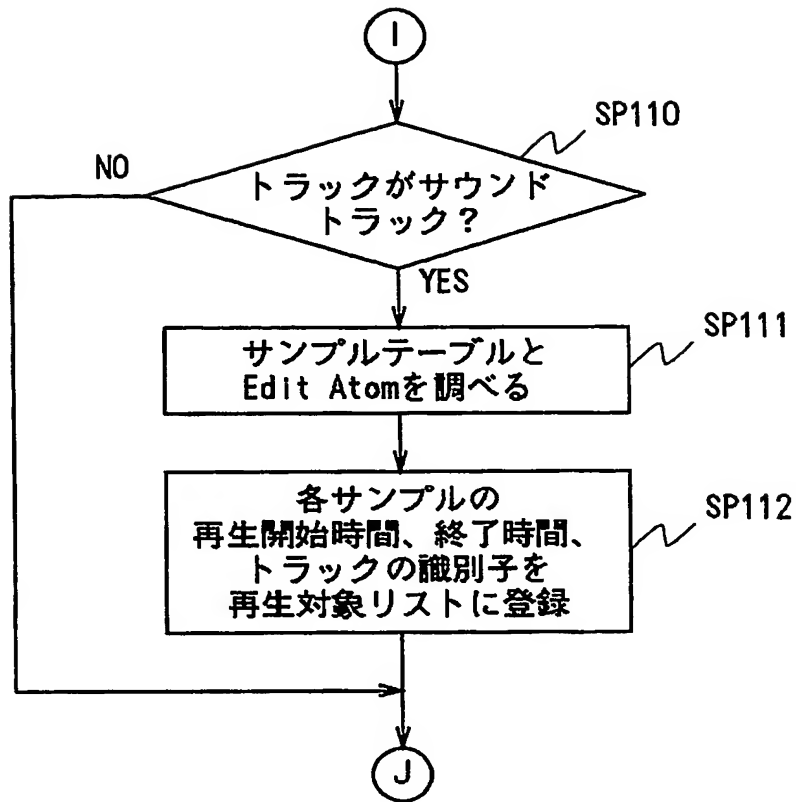 I
SP110
NO
トラックがサウンド
トラック？
YES
SP111
サンプルテーブルと
Edit Atomを調べる
各サンプルの
SP112
再生開始時間、終了時間、
トラックの識別子を
再生対象リストに登録
J